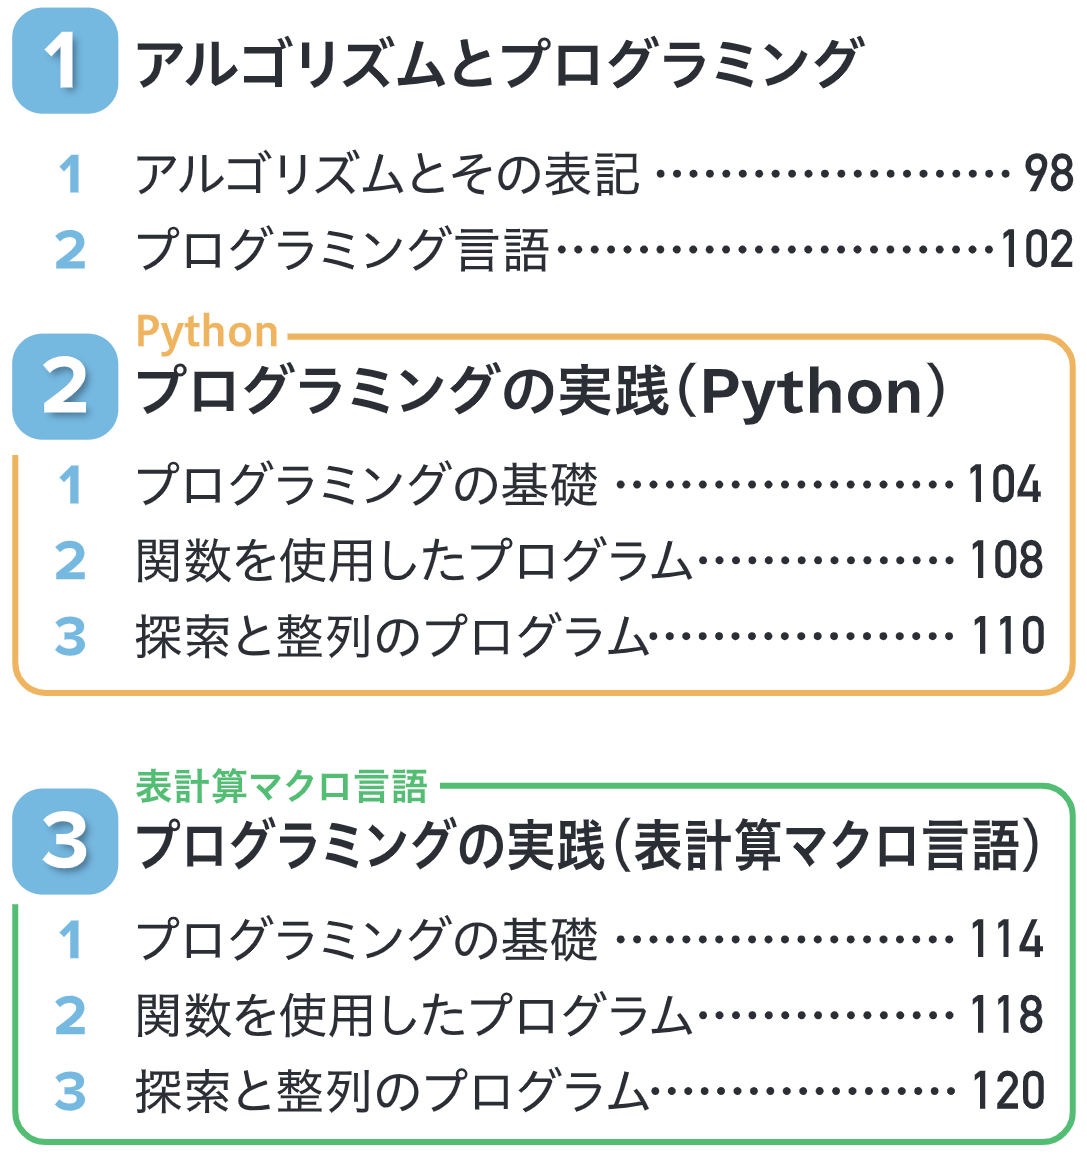 1 アルゴリズムとプログラミング
1 アルゴリズムとその表記 …………………… 98
2 プログラミング言語 …………………… 102
Python
2 プログラミングの実践(Python)
1 プログラミングの基礎 …………………… 104
2 関数を使用したプログラム …………………… 108
3 探索と整列のプログラム …………………… 110
表計算マクロ言語
3 プログラミングの実践(表計算マクロ言語)
1 プログラミングの基礎 …………………… 114
2 関数を使用したプログラム …………………… 118
3 探索と整列のプログラム …………………… 120